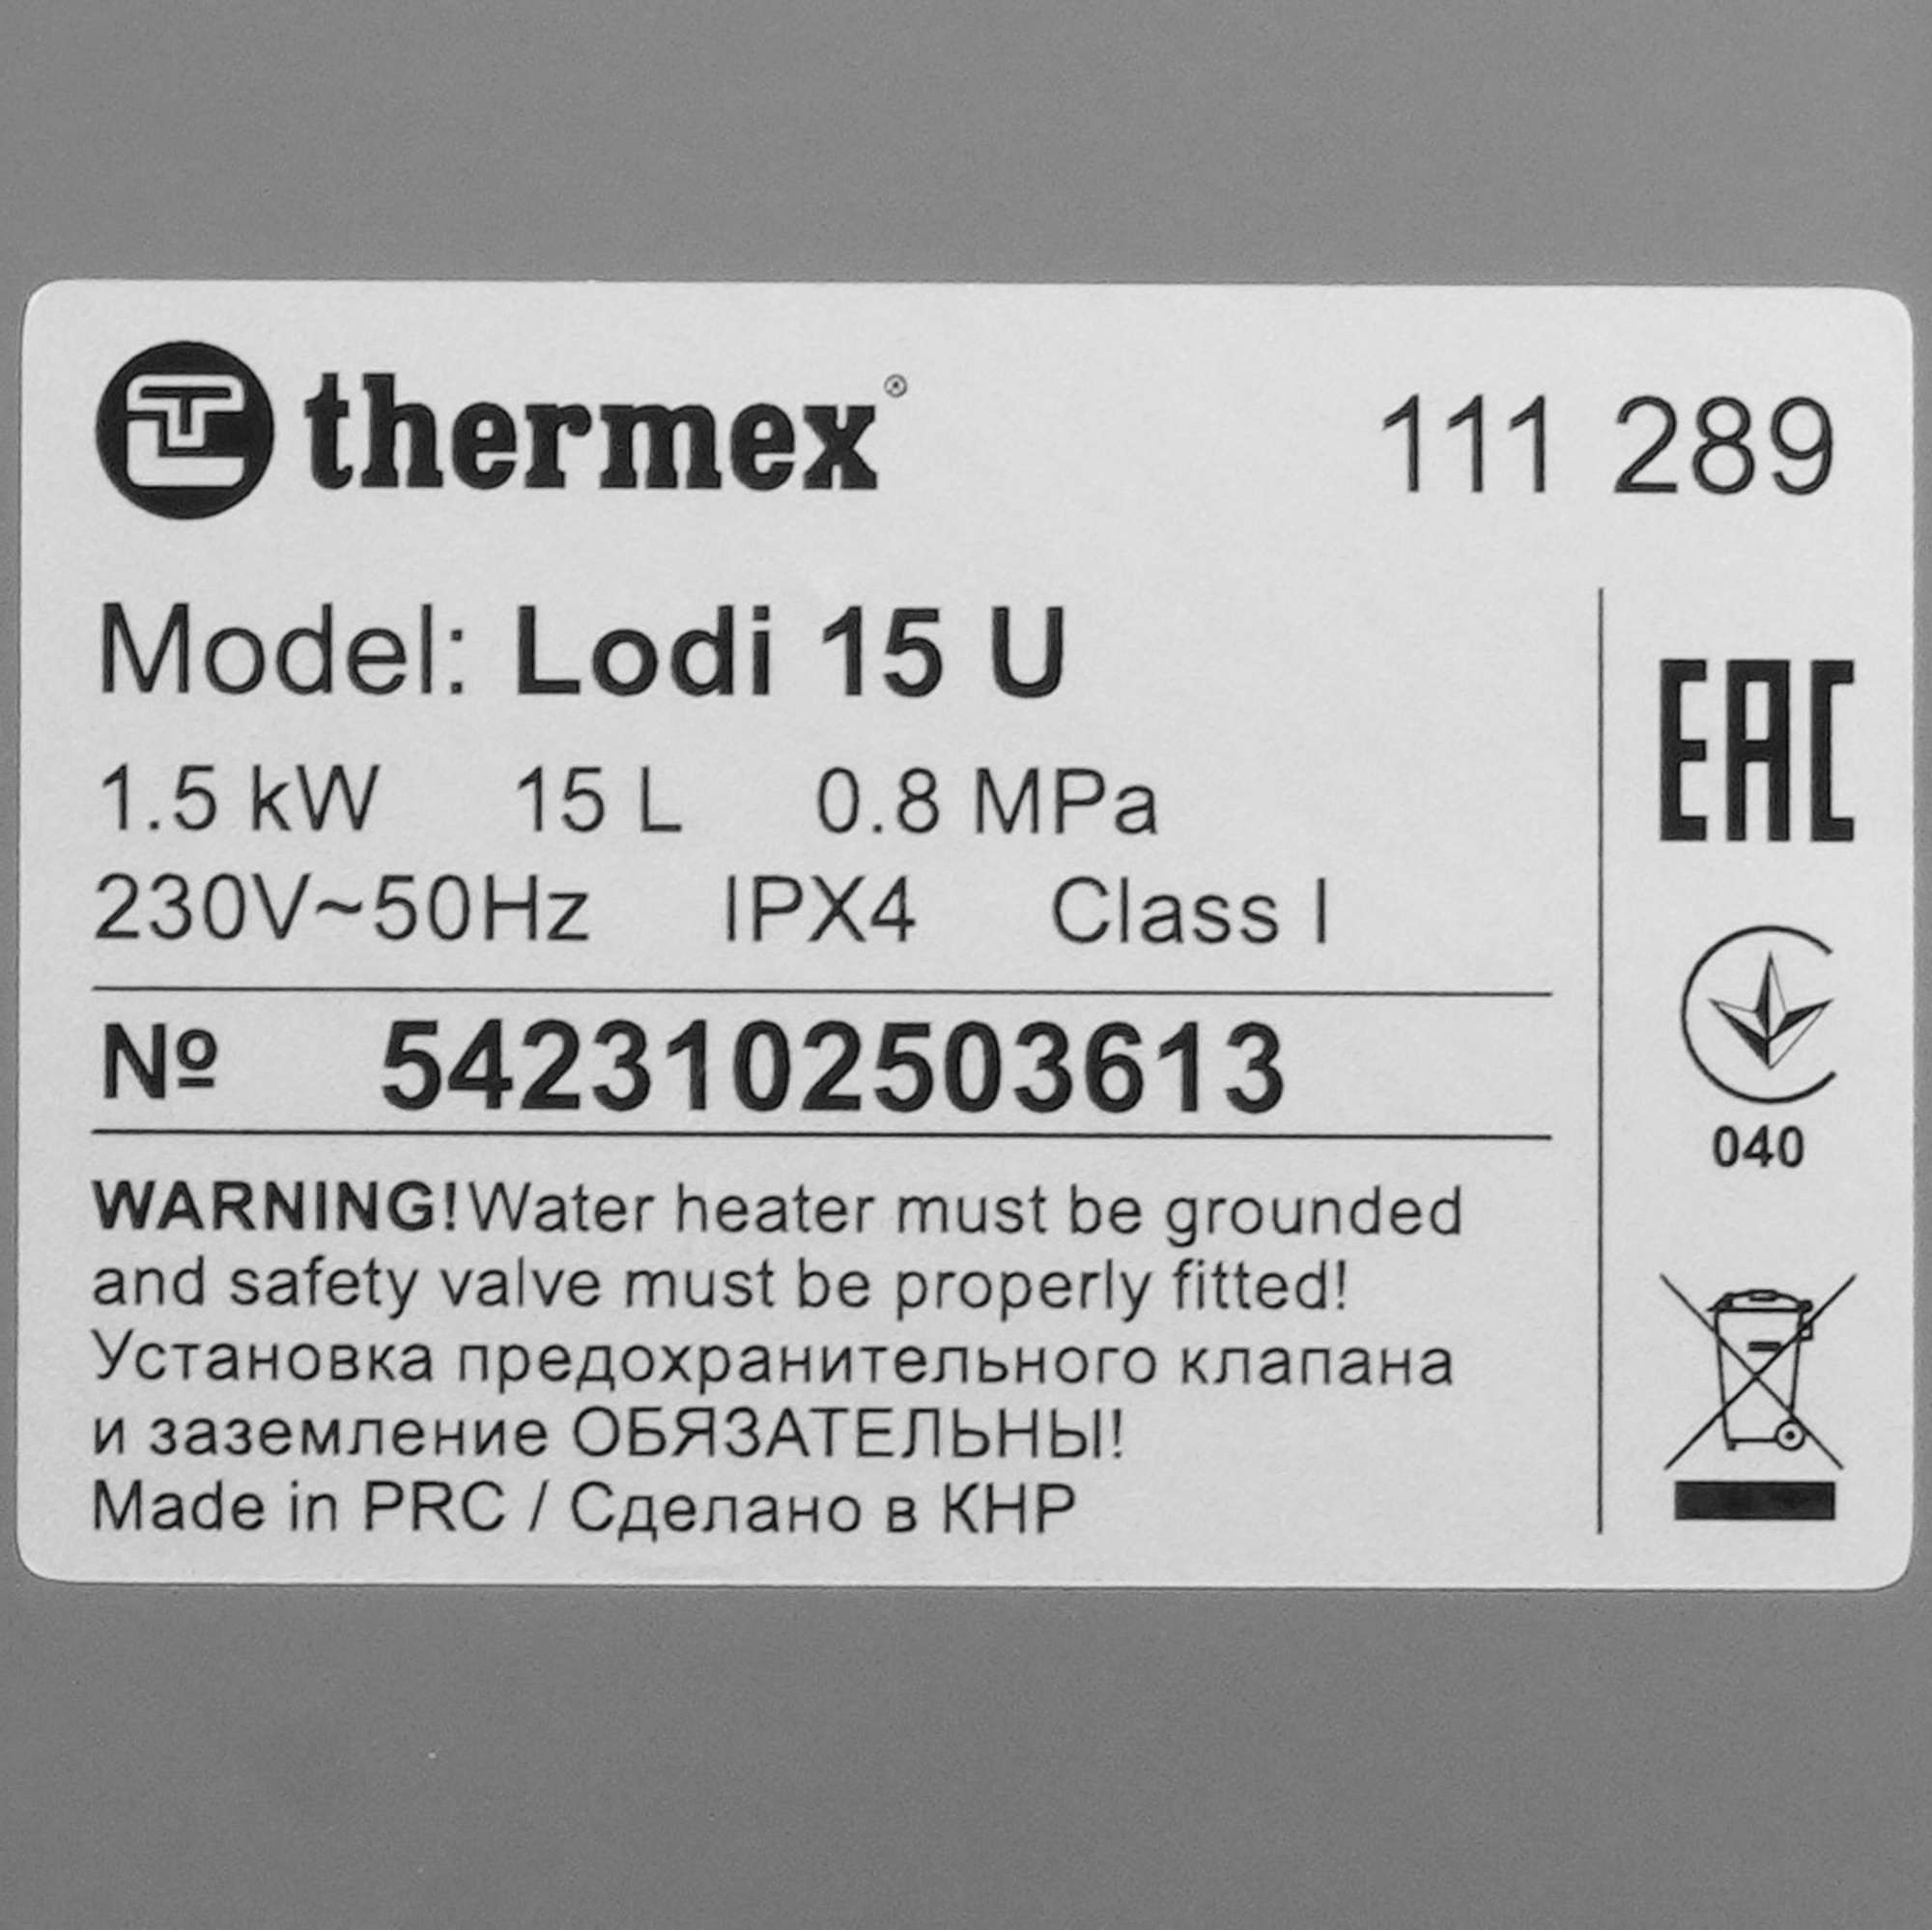 thermex®
111 289
Model: Lodi 15 U
1.5 kW 15 L 0.8 MPa
230V~50Hz IPX4 Class I
№ 5423102503613
WARNING! Water heater must be grounded
and safety valve must be properly fitted!
Установка предохранительного клапана
и заземление ОБЯЗАТЕЛЬНЫ!
Made in PRC / Сделано в КНР
EAC
040